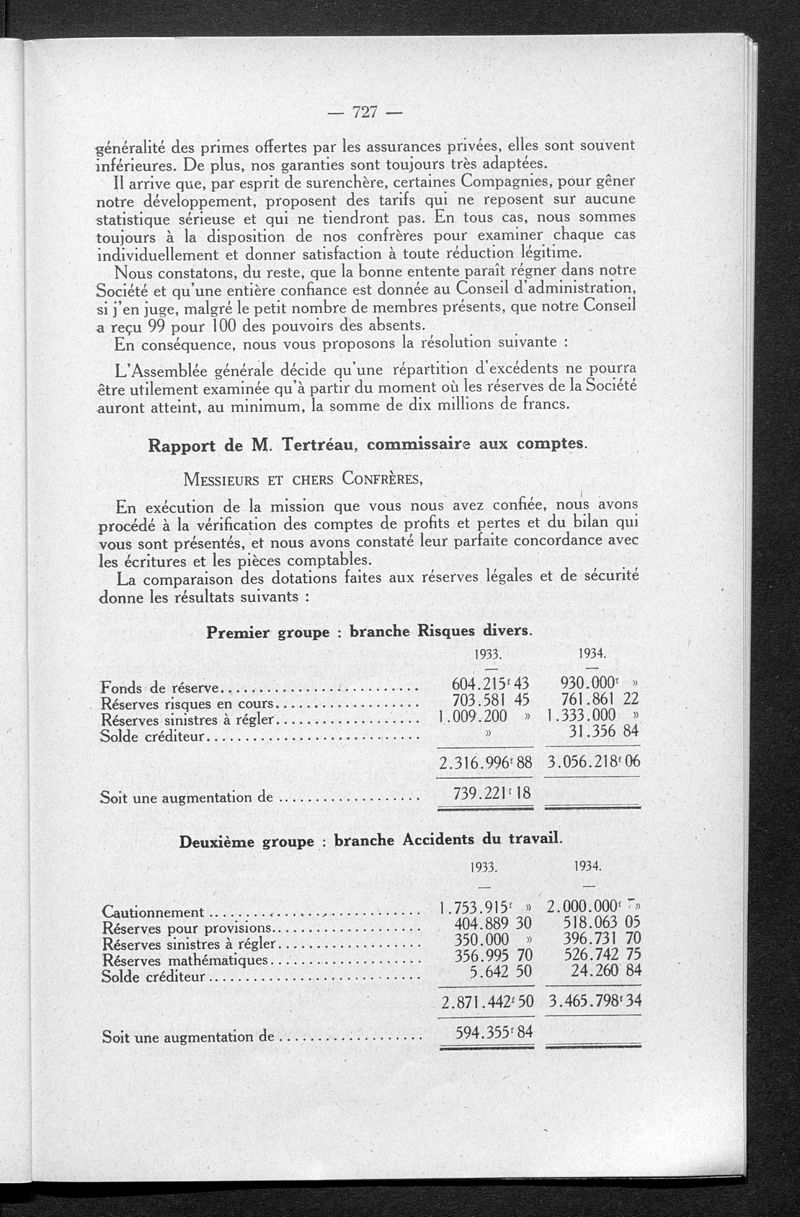 — 727 —
généralité des primes offertes par les assurances privées, elles sont souvent
inférieures. De plus, nos garanties sont toujours très adaptées.
Il arrive que, par esprit de surenchère, certaines Compagnies, pour gêner
notre développement, proposent des tarifs qui ne reposent sur aucune
statistique sérieuse et qui ne tiendront pas. En tous cas, nous sommes
toujours à la disposition de nos confrères pour examiner chaque cas
individuellement et donner satisfaction à toute réduction légitime.
Nous constatons, du reste, que la bonne entente paraît régner dans notre
Société et qu'une entière confiance est donnée au Conseil d'administration,
si j'en juge, malgré le petit nombre de membres présents, que notre Conseil
a reçu 99 pour 100 des pouvoirs des absents.
En conséquence, nous vous proposons la résolution suivante :
L'Assemblée générale décide qu'une répartition d'excédents ne pourra
être utilement examinée qu'à partir du moment où les réserves de la Société
auront atteint, au minimum, la somme de dix millions de francs.
Rapport de M. Tertréau, commissaire aux comptes.
MESSIEURS ET CHERS CONFRÈRES,
En exécution de la mission que vous nous avez confiée, nous avons
procédé à la vérification des comptes de profits et pertes et du bilan qui
vous sont présentés, et nous avons constaté leur parfaite concordance avec
les écritures et les pièces comptables.
La comparaison des dotations faites aux réserves légales et de sécurité
donne les résultats suivants :
Premier groupe : branche Risques divers.
1933. 1934.
— —
Fonds de réserve.......................... 604.215ᶠ 43 930.000ᶠ »
Réserves risques en cours................... 703.581 45 761.861 22
Réserves sinistres à régler................... 1.009.200 » 1.333.000 »
Solde créditeur............................ » 31.356 84
2.316.996ᶠ 88 3.056.218ᶠ 06
Soit une augmentation de ................... 739.221ᶠ 18
Deuxième groupe : branche Accidents du travail.
1933. 1934.
— —
Cautionnement ............................ 1.753.915ᶠ » 2.000.000ᶠ »
Réserves pour provisions.................... 404.889 30 518.063 05
Réserves sinistres à régler................... 350.000 » 396.731 70
Réserves mathématiques.................... 356.995 70 526.742 75
Solde créditeur ............................ 5.642 50 24.260 84
2.871.442ᶠ 50 3.465.798ᶠ 34
Soit une augmentation de ................... 594.355ᶠ 84